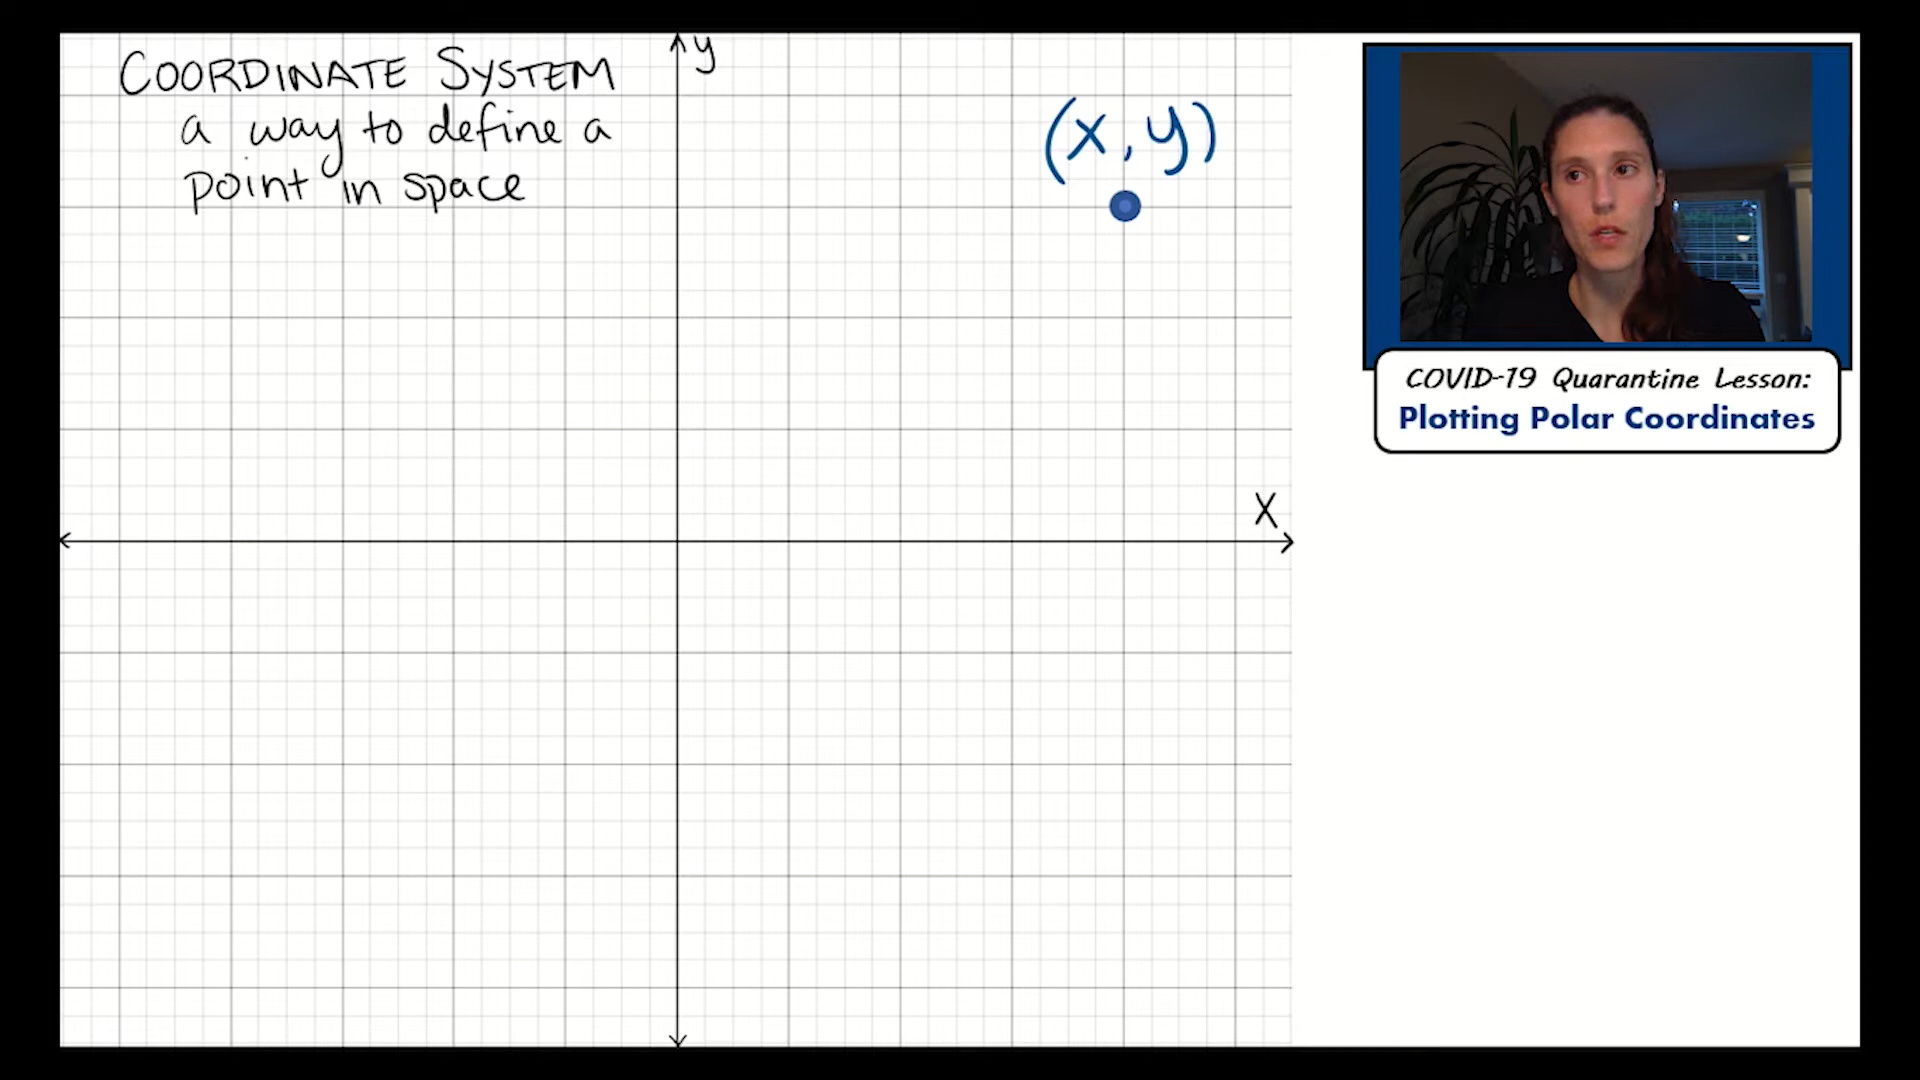 COORDINATE SYSTEM
a way to define a
point in space
y
(x, y)
X
COVID-19 Quarantine Lesson:
Plotting Polar Coordinates